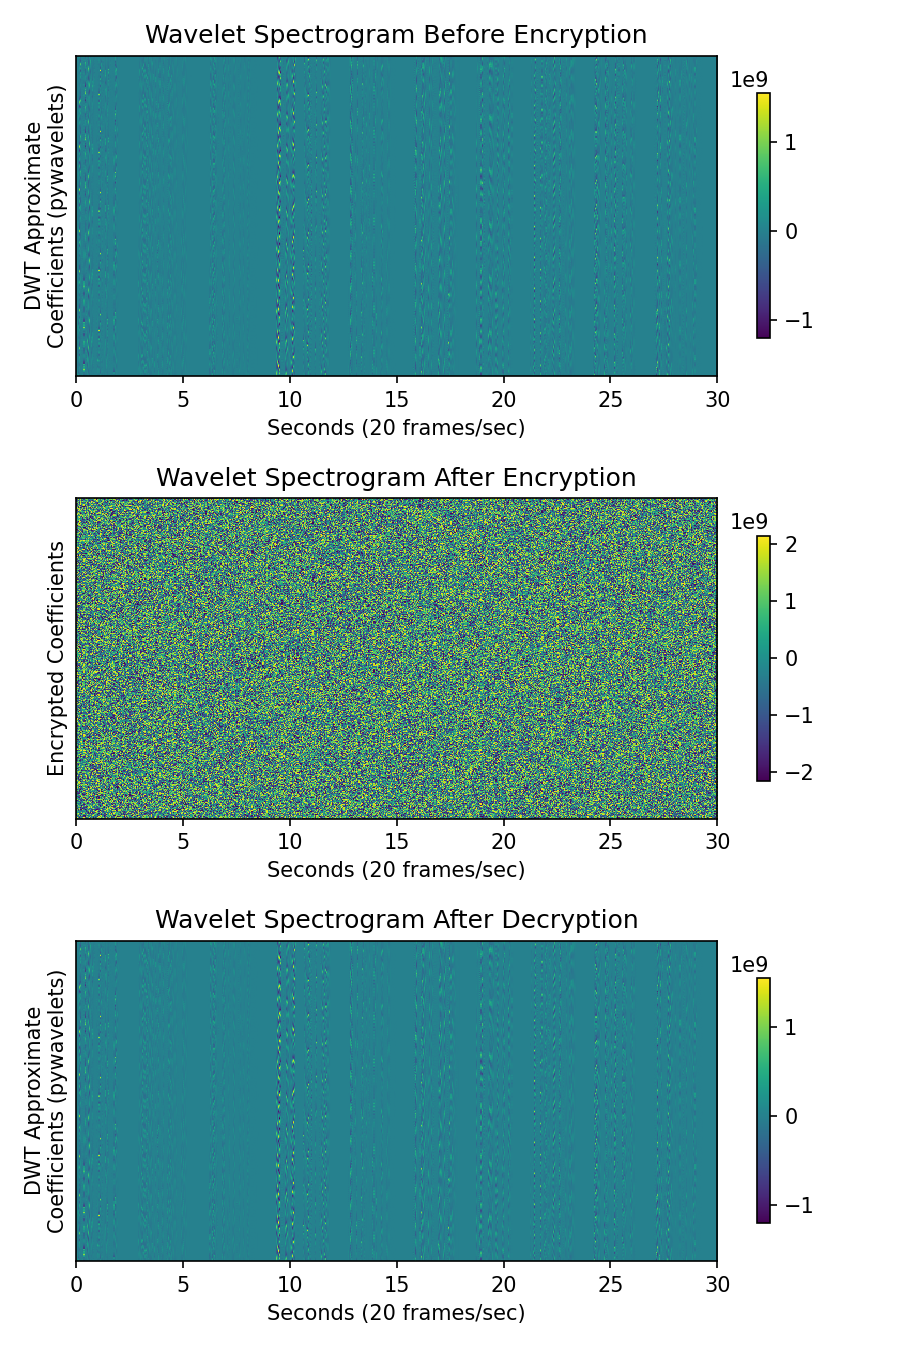 Wavelet Spectrogram Before Encryption
1e9
DWT Approximate
Coefficients (pywavelets)
1
0
−1
0 5 10 15 20 25 30
Seconds (20 frames/sec)
Wavelet Spectrogram After Encryption
1e9
Encrypted Coefficients
2
1
0
−1
−2
0 5 10 15 20 25 30
Seconds (20 frames/sec)
Wavelet Spectrogram After Decryption
1e9
DWT Approximate
Coefficients (pywavelets)
1
0
−1
0 5 10 15 20 25 30
Seconds (20 frames/sec)